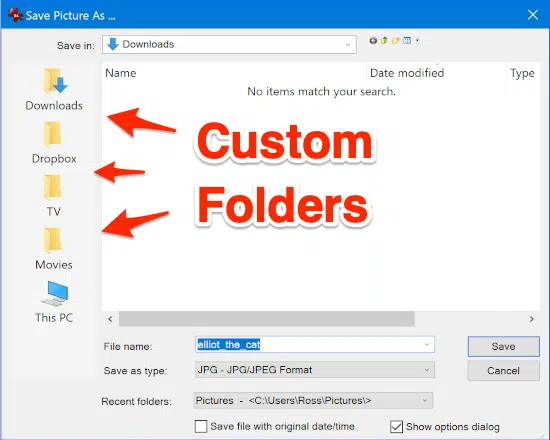 Save Picture As ...
Save in:
Downloads
Name
Date modified
Type
No items match your search.
Downloads
Dropbox
TV
Movies
This PC
Custom
Folders
File name:
elliot_the_cat
Save
Save as type:
JPG - JPG/JPEG Format
Cancel
Recent folders:
Pictures - <C:\Users\Ross\Pictures\>
Save file with original date/time
Show options dialog